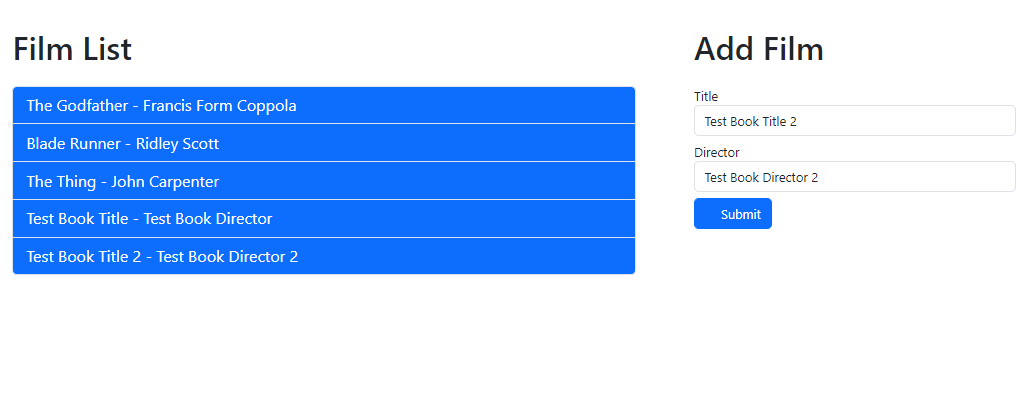 Film List
The Godfather - Francis Form Coppola
Blade Runner - Ridley Scott
The Thing - John Carpenter
Test Book Title - Test Book Director
Test Book Title 2 - Test Book Director 2
Add Film
Title
Test Book Title 2
Director
Test Book Director 2
Submit